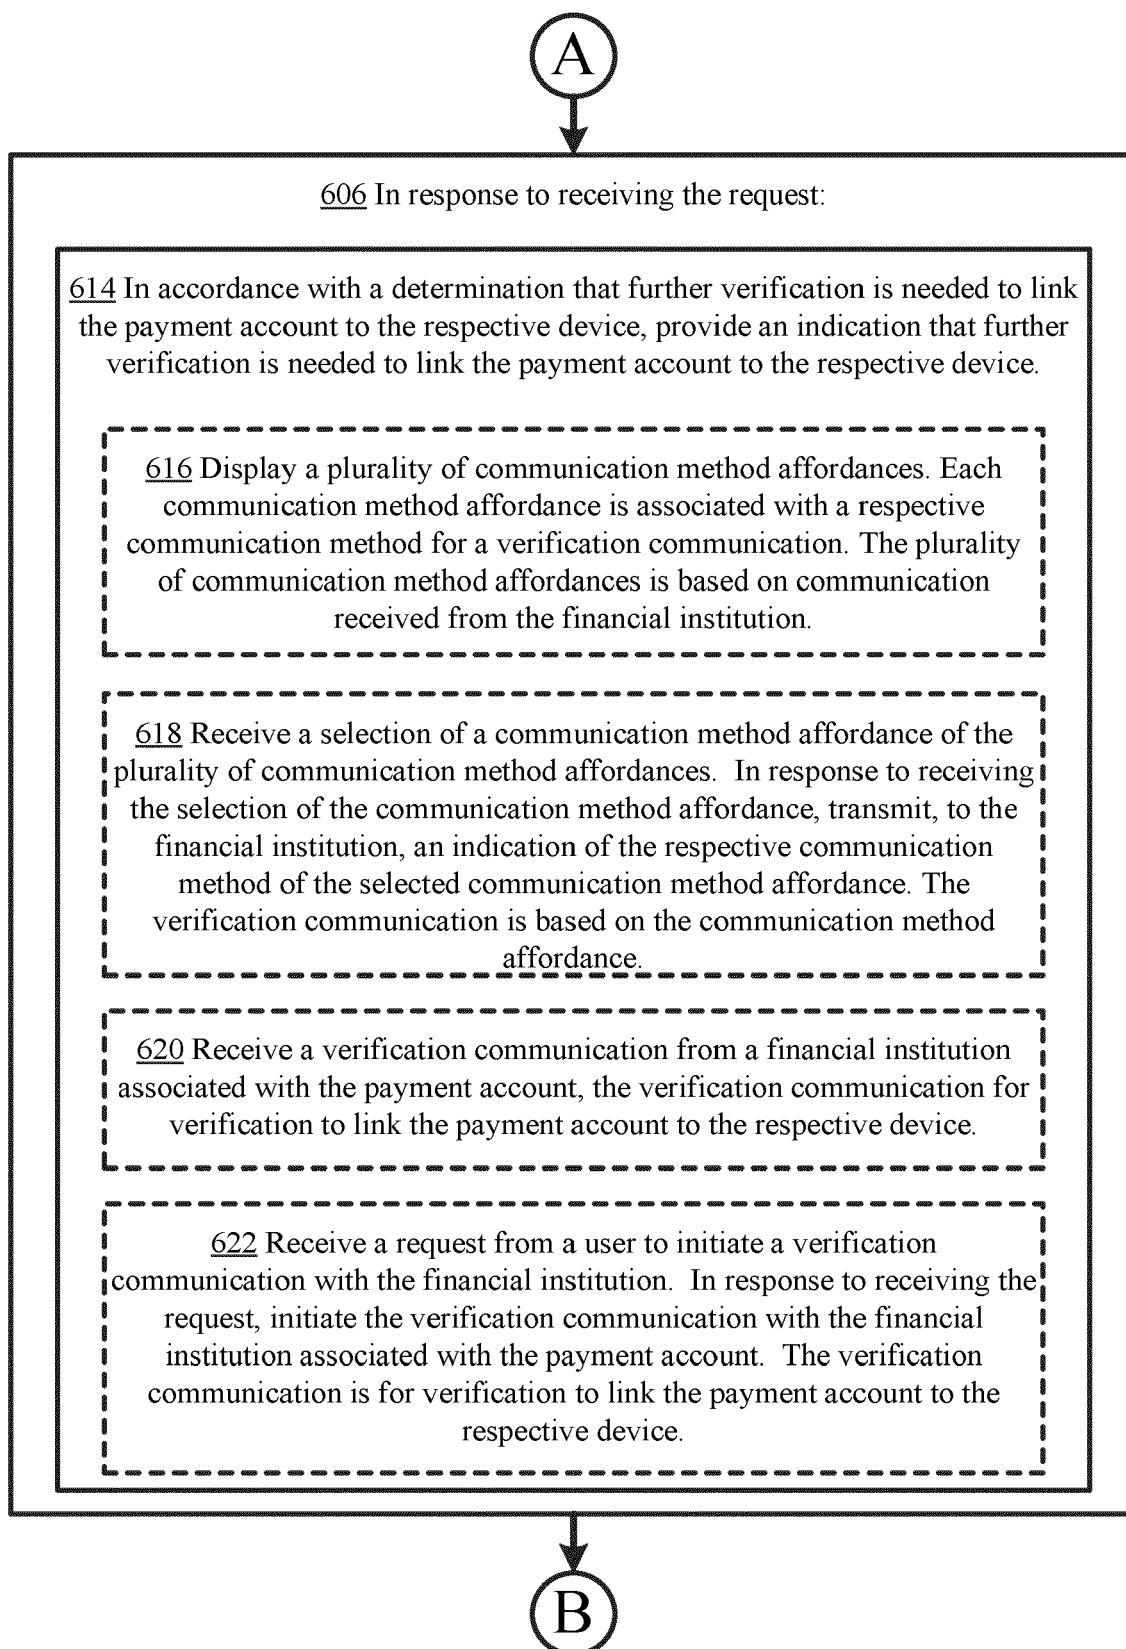 A
606 In response to receiving the request:
614 In accordance with a determination that further verification is needed to link
the payment account to the respective device, provide an indication that further
verification is needed to link the payment account to the respective device.
616 Display a plurality of communication method affordances. Each
communication method affordance is associated with a respective
communication method for a verification communication. The plurality
of communication method affordances is based on communication
received from the financial institution.
618 Receive a selection of a communication method affordance of the
plurality of communication method affordances. In response to receiving
the selection of the communication method affordance, transmit, to the
financial institution, an indication of the respective communication
method of the selected communication method affordance. The
verification communication is based on the communication method
affordance.
620 Receive a verification communication from a financial institution
associated with the payment account, the verification communication for
verification to link the payment account to the respective device.
622 Receive a request from a user to initiate a verification
communication with the financial institution. In response to receiving the
request, initiate the verification communication with the financial
institution associated with the payment account. The verification
communication is for verification to link the payment account to the
respective device.
B